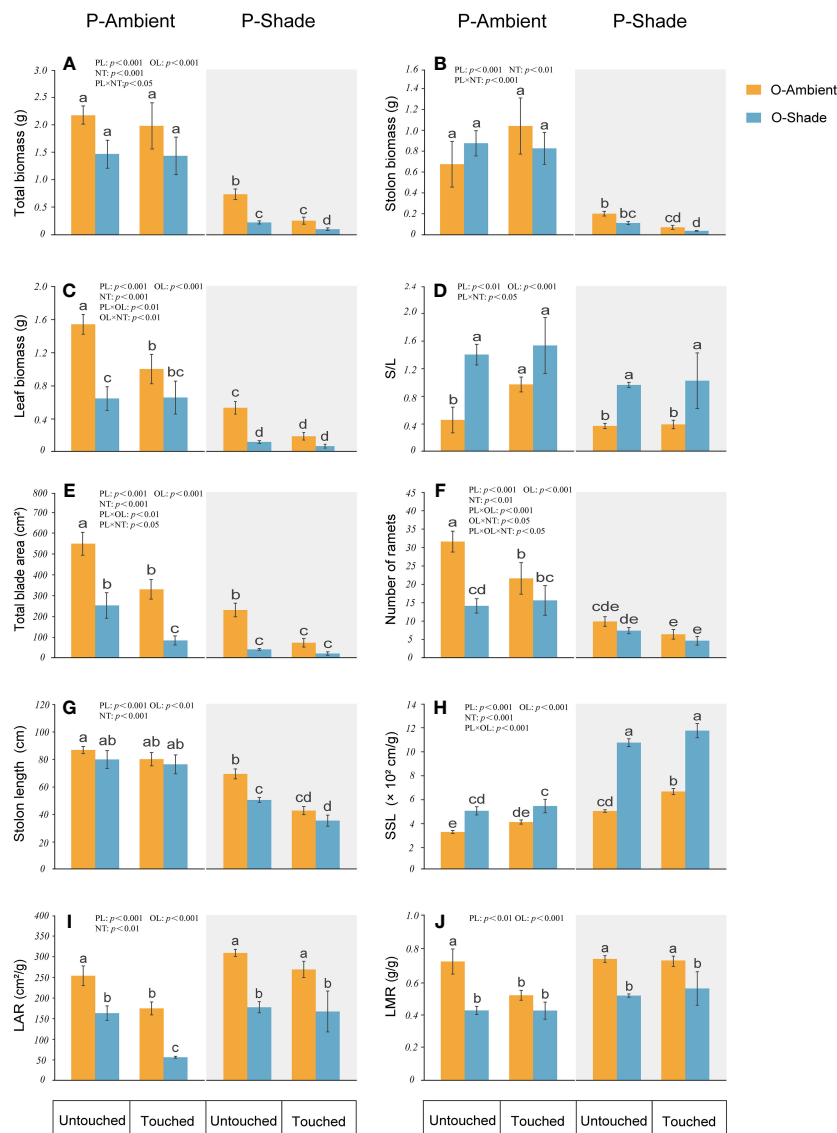 P-Ambient P-Shade P-Ambient P-Shade
O-Ambient
O-Shade
A
PL: p<0.001 OL: p<0.001
NT: p<0.001
PL×NT:p<0.05
Total biomass (g)
3.0
2.5
2.0
1.5
1.0
0.5
0
a a a a b c c d
B
PL: p<0.001 NT: p<0.01
PL×NT: p<0.001
Stolon biomass (g)
1.6
1.4
1.2
1.0
0.8
0.6
0.4
0.2
0
a a a a b bc cd d
C
PL: p<0.001 OL: p<0.001
NT: p<0.001
PL×OL: p<0.01
OL×NT: p<0.01
Leaf biomass (g)
2.0
1.6
1.2
0.8
0.4
0
a c b bc c d d d
D
PL: p<0.01 OL: p<0.001
PL×NT: p<0.05
S/L
2.4
2.0
1.6
1.2
0.8
0.4
0
b a a a b a b a
E
PL: p<0.001 OL: p<0.001
NT: p<0.001
PL×OL: p<0.01
PL×NT: p<0.05
Total blade area (cm²)
800
700
600
500
400
300
200
100
0
a b b c b c c c
F
PL: p<0.001 OL: p<0.001
NT: p<0.01
PL×OL: p<0.001
OL×NT: p<0.05
PL×OL×NT: p<0.05
Number of ramets
45
40
35
30
25
20
15
10
5
0
a cd b bc cde de e e
G
PL: p<0.001 OL: p<0.01
NT: p<0.001
Stolon length (cm)
120
100
80
60
40
20
0
a ab ab ab b c cd d
H
PL: p<0.001 OL: p<0.001
NT: p<0.001
PL×OL: p<0.001
SSL (× 10² cm/g)
14
12
10
8
6
4
2
0
e cd de c cd a b a
I
PL: p<0.001 OL: p<0.001
NT: p<0.01
LAR (cm²/g)
400
350
300
250
200
150
100
50
0
a b b c a b a b
J
PL: p<0.01 OL: p<0.001
LMR (g/g)
1.0
0.8
0.6
0.4
0.2
0
a b b b a b a b
Untouched Touched Untouched Touched Untouched Touched Untouched Touched